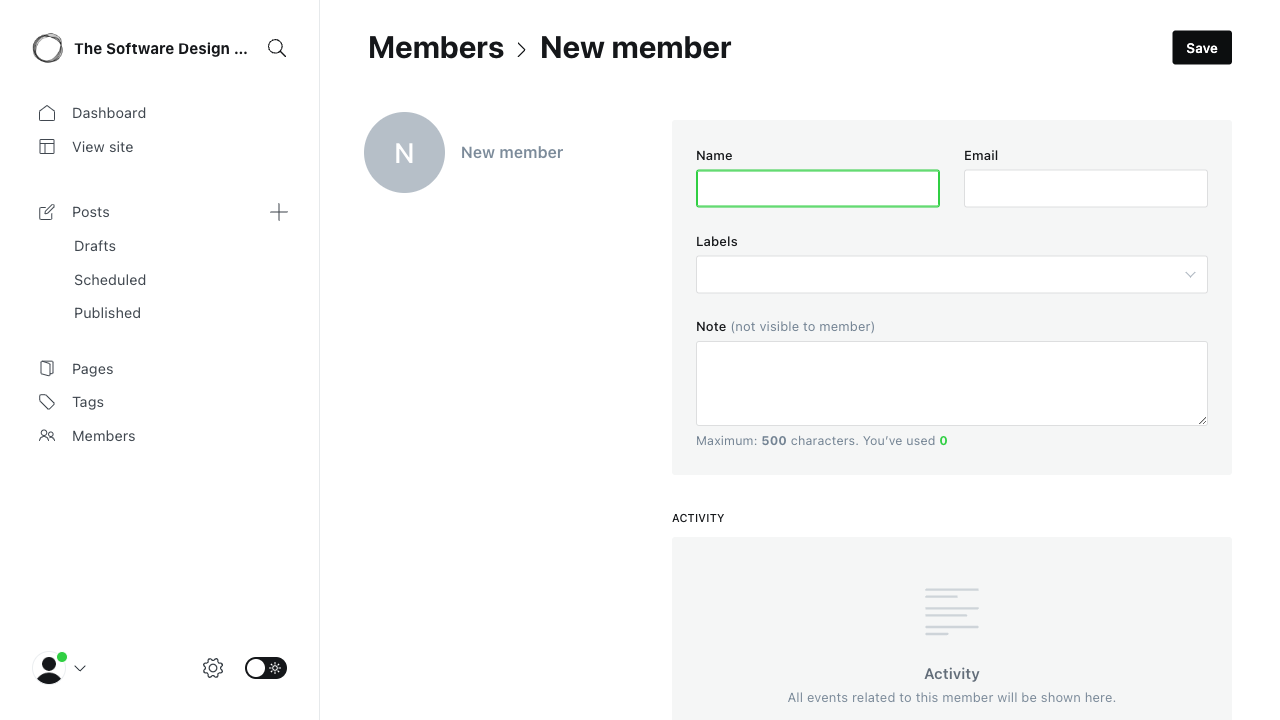 The Software Design ...
Dashboard
View site
Posts
Drafts
Scheduled
Published
Pages
Tags
Members
Members › New member
Save
N
New member
Name
Email
Labels
Note (not visible to member)
Maximum: 500 characters. You’ve used 0
ACTIVITY
Activity
All events related to this member will be shown here.